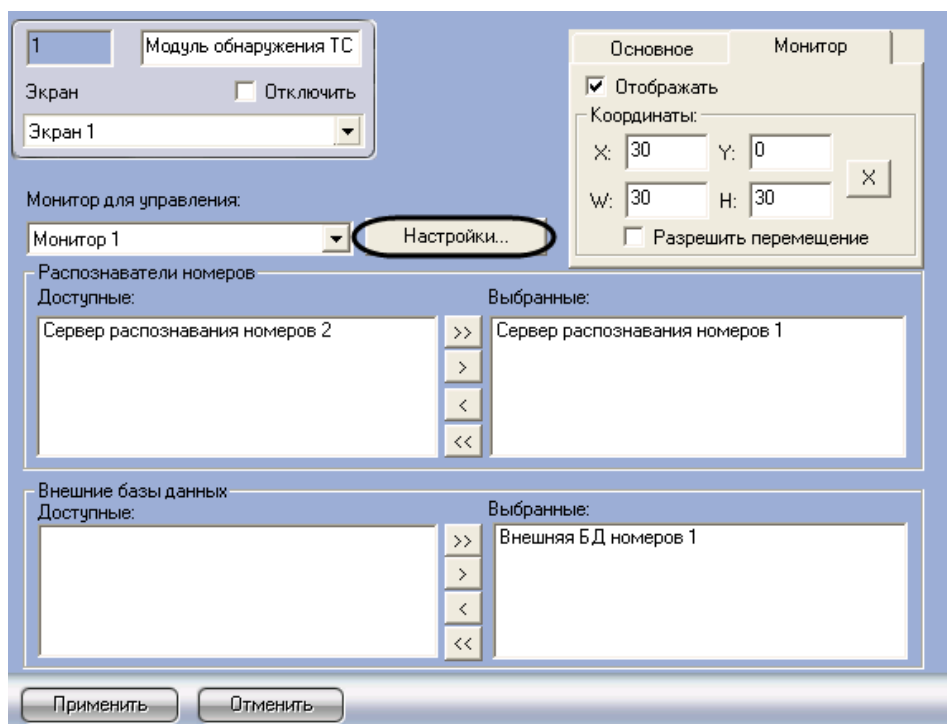 1
Модуль обнаружения ТС
Экран
Отключить
Экран 1
Основное
Монитор
Отображать
Координаты:
X: 30 Y: 0
X
W: 30 H: 30
Разрешить перемещение
Монитор для управления:
Монитор 1
Настройки...
Распознаватели номеров
Доступные:
Выбранные:
Сервер распознавания номеров 2
>>
>
<
<<
Сервер распознавания номеров 1
Внешние базы данных
Доступные:
Выбранные:
>>
>
<
<<
Внешняя БД номеров 1
Применить
Отменить